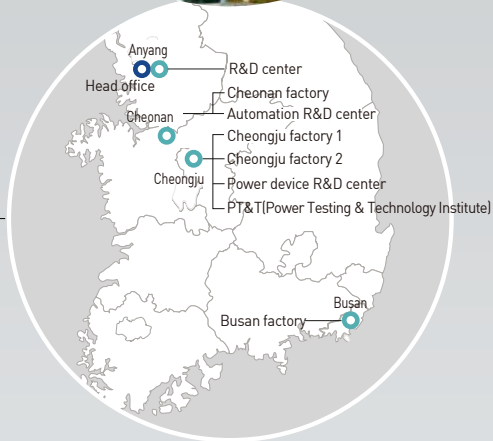 Anyang
R&D center
Head office
Cheonan factory
Cheonan
Automation R&D center
Cheongju factory 1
Cheongju factory 2
Cheongju
Power device R&D center
PT&T(Power Testing & Technology Institute)
Busan
Busan factory